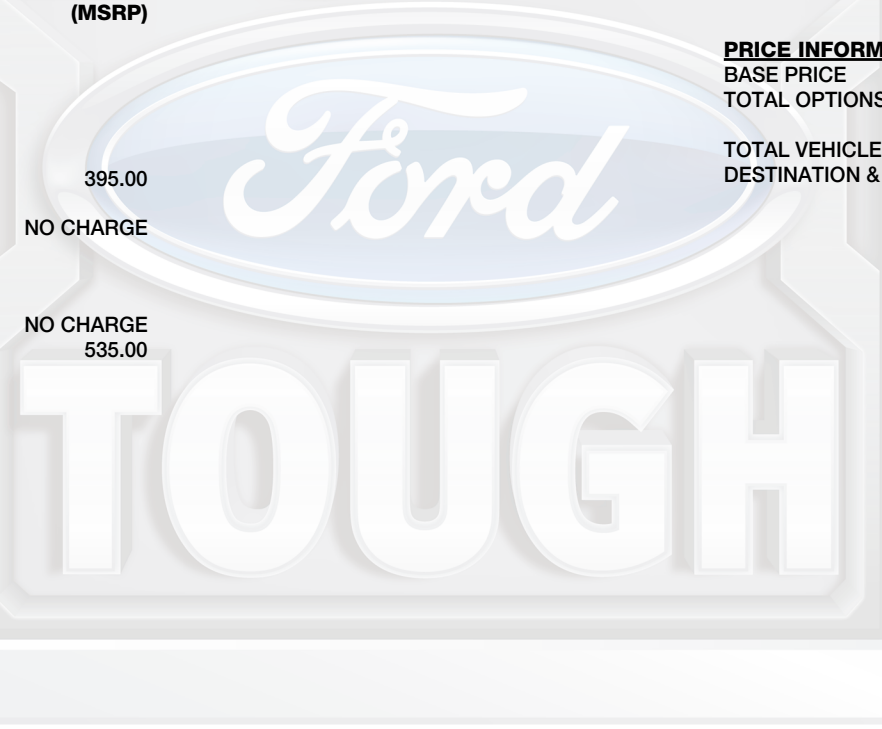 (MSRP)
395.00
NO CHARGE
NO CHARGE
535.00
PRICE INFORM
BASE PRICE
TOTAL OPTIONS
TOTAL VEHICLE
DESTINATION &
Ford
TOUGH